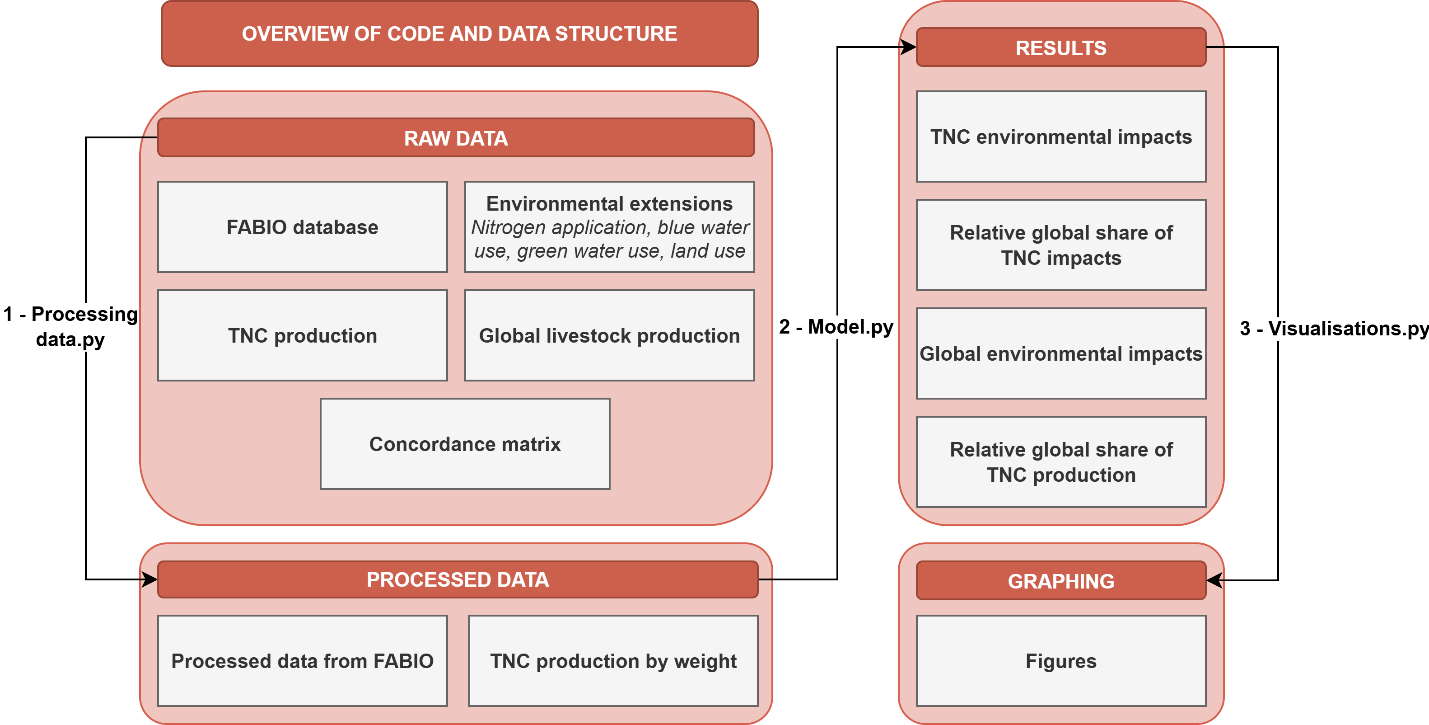 OVERVIEW OF CODE AND DATA STRUCTURE
RAW DATA
FABIO database
Environmental extensions
Nitrogen application, blue water
use, green water use, land use
TNC production
Global livestock production
Concordance matrix
1 - Processing
data.py
PROCESSED DATA
Processed data from FABIO
TNC production by weight
2 - Model.py
RESULTS
TNC environmental impacts
Relative global share of
TNC impacts
Global environmental impacts
Relative global share of
TNC production
3 - Visualisations.py
GRAPHING
Figures